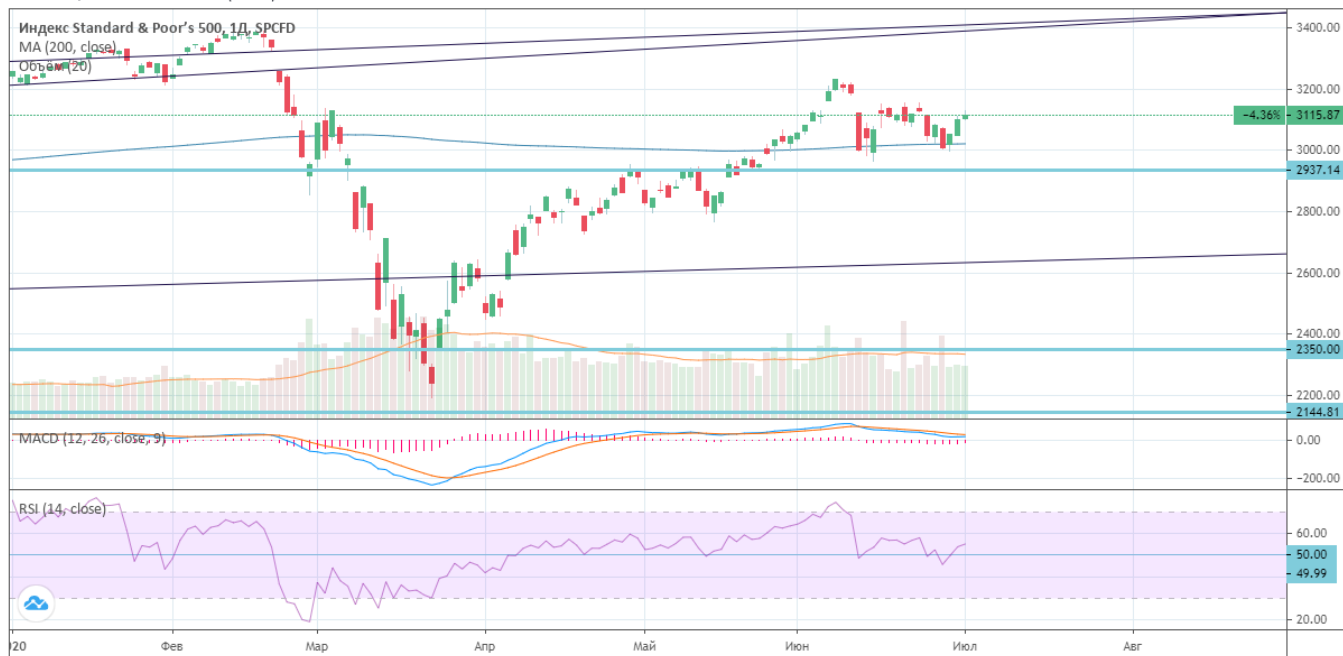 Индекс Standard & Poor's 500, 1Д, SPCFD
MA (200, close)
Объём (20)
3400.00
3200.00
−4.36% 3115.87
3000.00
2937.14
2800.00
2600.00
2400.00
2350.00
2200.00
2144.81
MACD (12, 26, close, 9)
0.00
−200.00
RSI (14, close)
60.00
50.00
49.99
20.00
Фев Мар Апр Май Июн Июл Авг